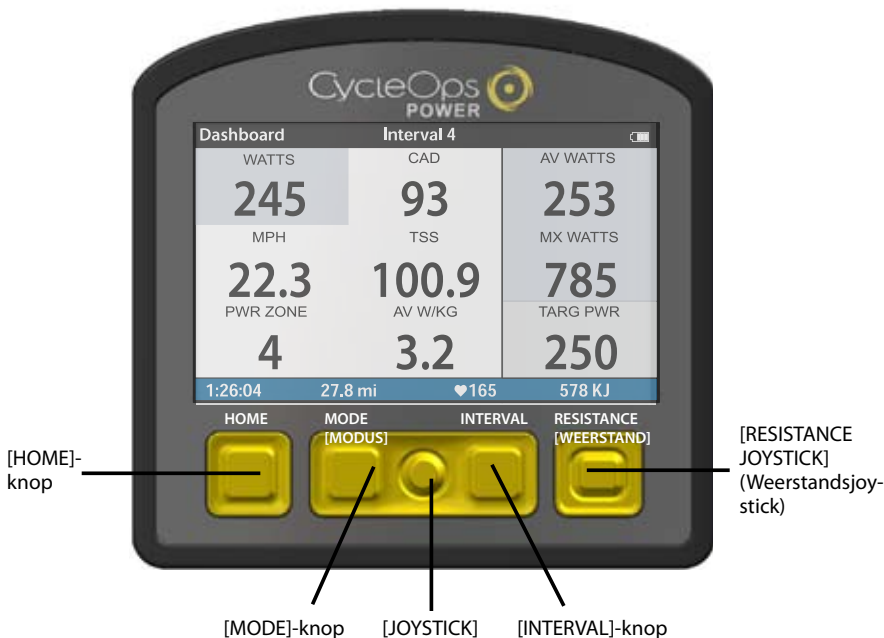 CycleOps
POWER
Dashboard Interval 4
WATTS CAD AV WATTS
245 93 253
MPH TSS MX WATTS
22.3 100.9 785
PWR ZONE AV W/KG TARG PWR
4 3.2 250
1:26:04 27.8 mi ♥165 578 KJ
HOME MODE INTERVAL RESISTANCE
[MODUS] [WEERSTAND]
[HOME]-
knop
[RESISTANCE
JOYSTICK]
(Weerstandsjoy-
stick)
[MODE]-knop [JOYSTICK] [INTERVAL]-knop